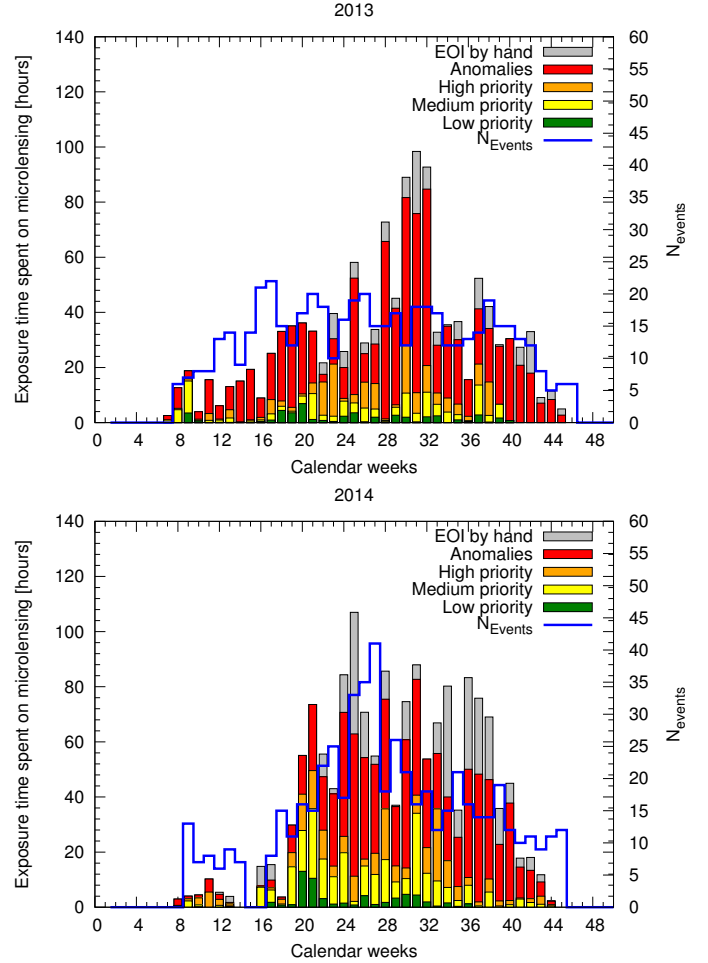 2013
Exposure time spent on microlensing [hours]
140
120
100
80
60
40
20
0
60
55
50
45
40
35
30
25
20
15
10
5
0
N_events
EOI by hand
Anomalies
High priority
Medium priority
Low priority
N_Events
0 4 8 12 16 20 24 28 32 36 40 44 48
Calendar weeks
2014
Exposure time spent on microlensing [hours]
140
120
100
80
60
40
20
0
60
55
50
45
40
35
30
25
20
15
10
5
0
N_events
EOI by hand
Anomalies
High priority
Medium priority
Low priority
N_Events
0 4 8 12 16 20 24 28 32 36 40 44 48
Calendar weeks